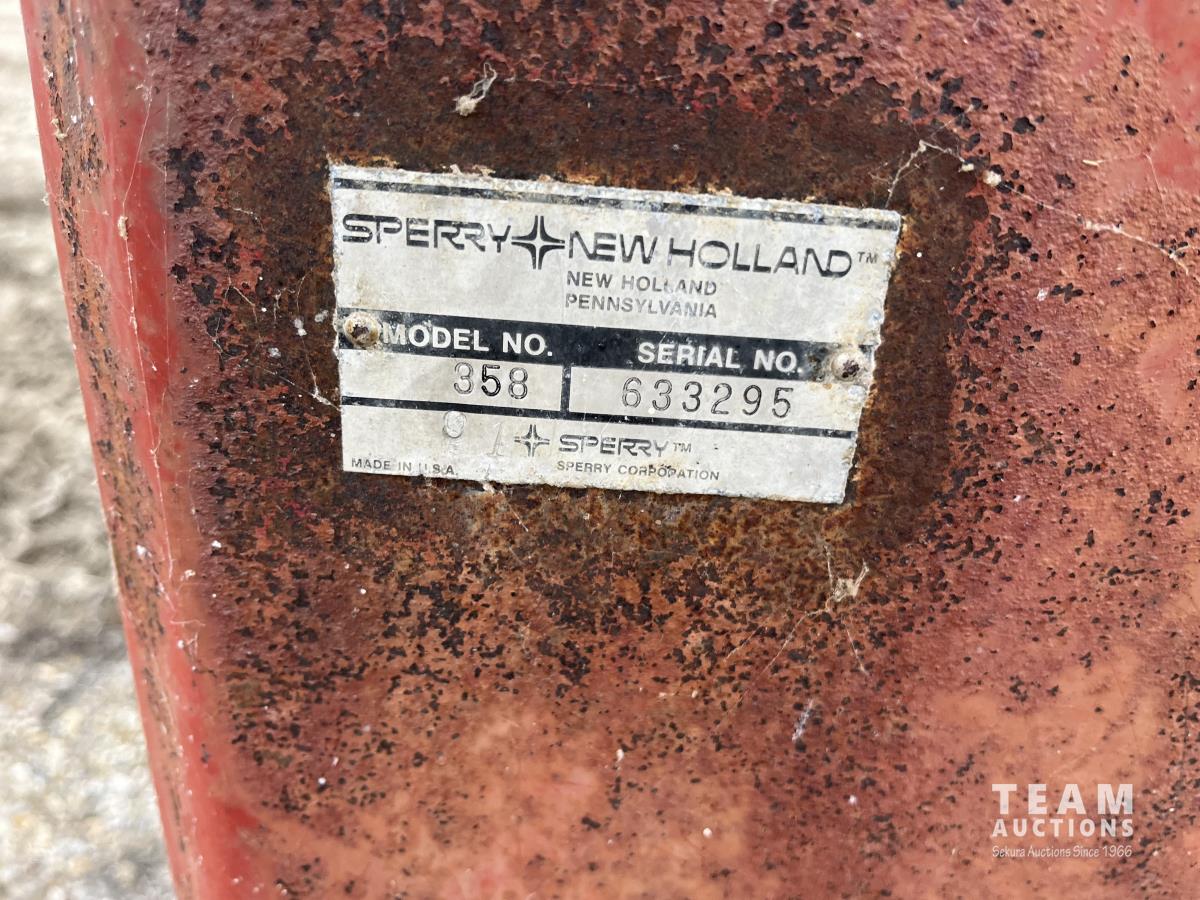 SPERRY NEW HOLLAND™
NEW HOLLAND
PENNSYLVANIA
MODEL NO. SERIAL NO.
358 633295
91 SPERRY™
MADE IN U.S.A. SPERRY CORPORATION
TEAM
AUCTIONS
Sekura Auctions Since 1966